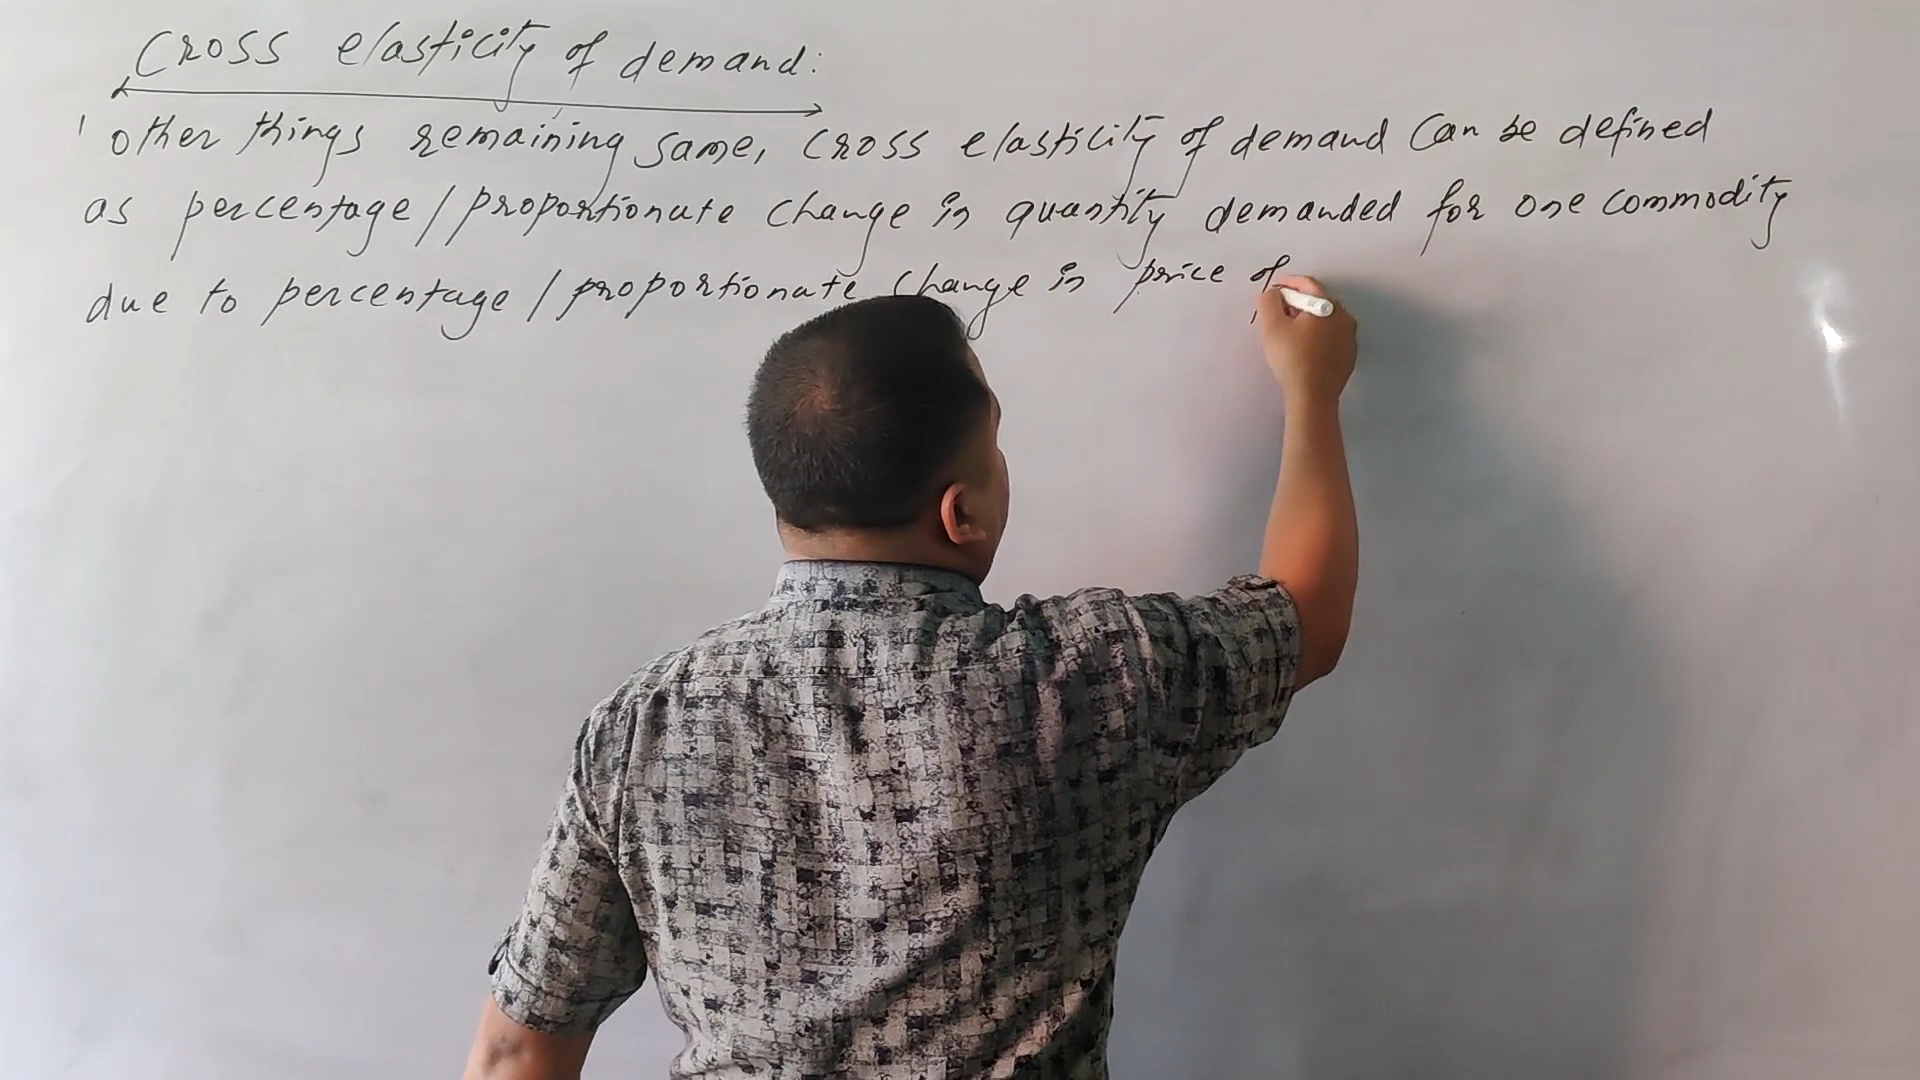 Cross elasticity of demand:
' other things remaining same, cross elasticity of demand can be defined
as percentage/proportionate change in quantity demanded for one commodity
due to percentage/proportionate change in price of